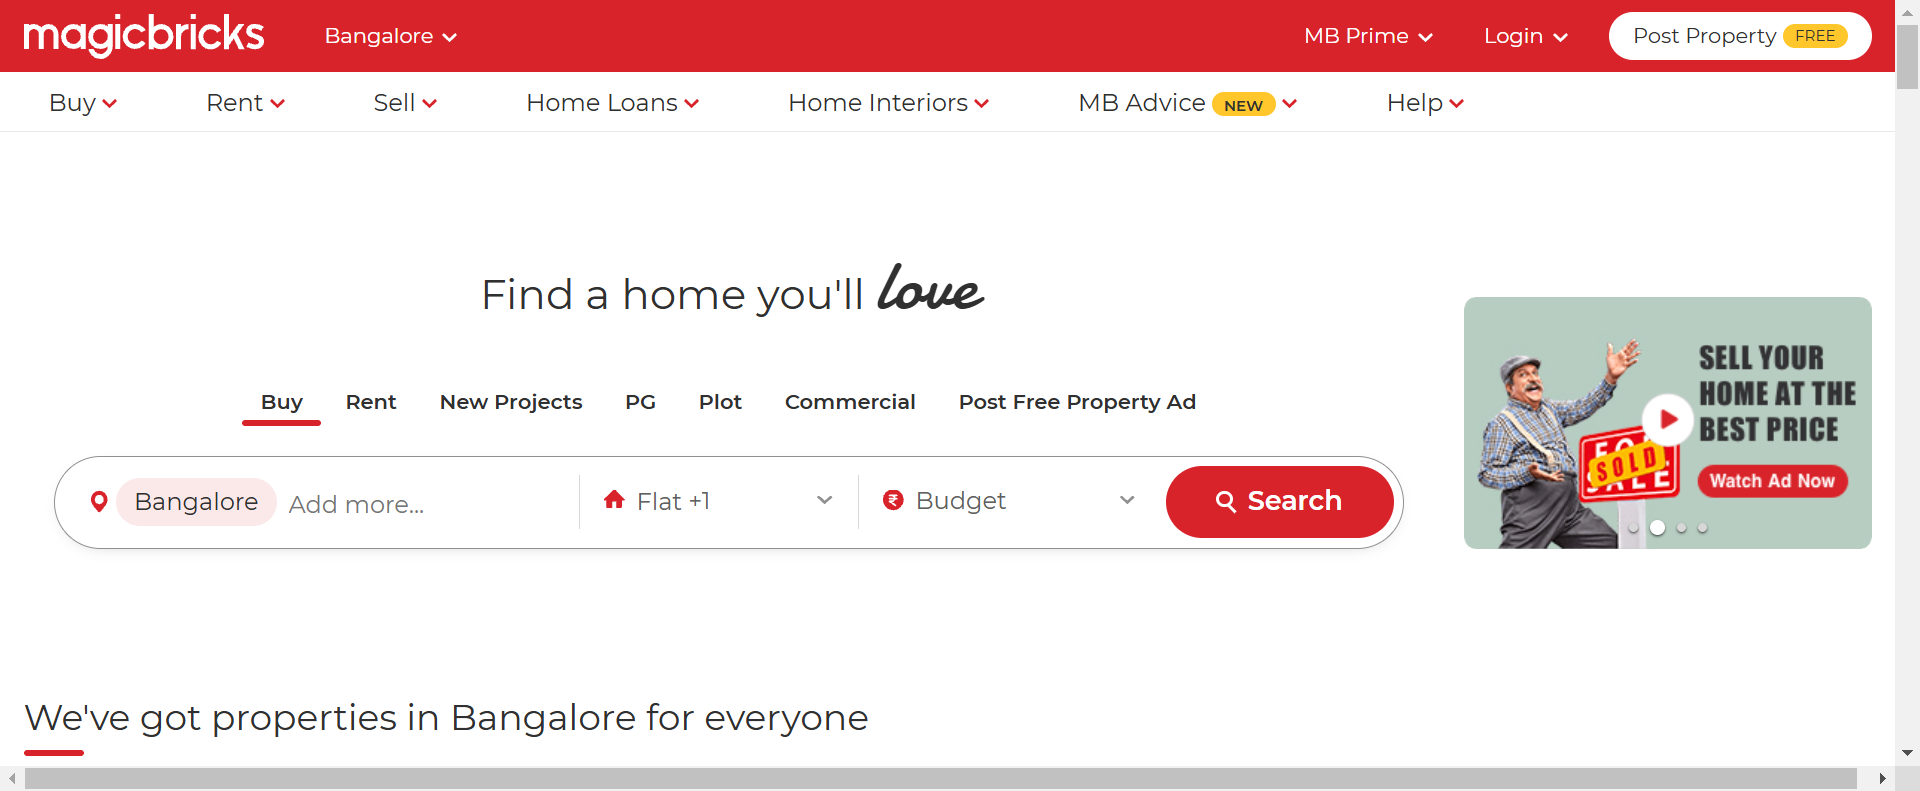 magicbricks
Bangalore
MB Prime
Login
Post Property FREE
Buy
Rent
Sell
Home Loans
Home Interiors
MB Advice NEW
Help
Find a home you'll love
Buy
Rent
New Projects
PG
Plot
Commercial
Post Free Property Ad
Bangalore
Add more...
Flat +1
Budget
Search
SELL YOUR
HOME AT THE
BEST PRICE
FOR
SOLD
SALE
Watch Ad Now
We've got properties in Bangalore for everyone